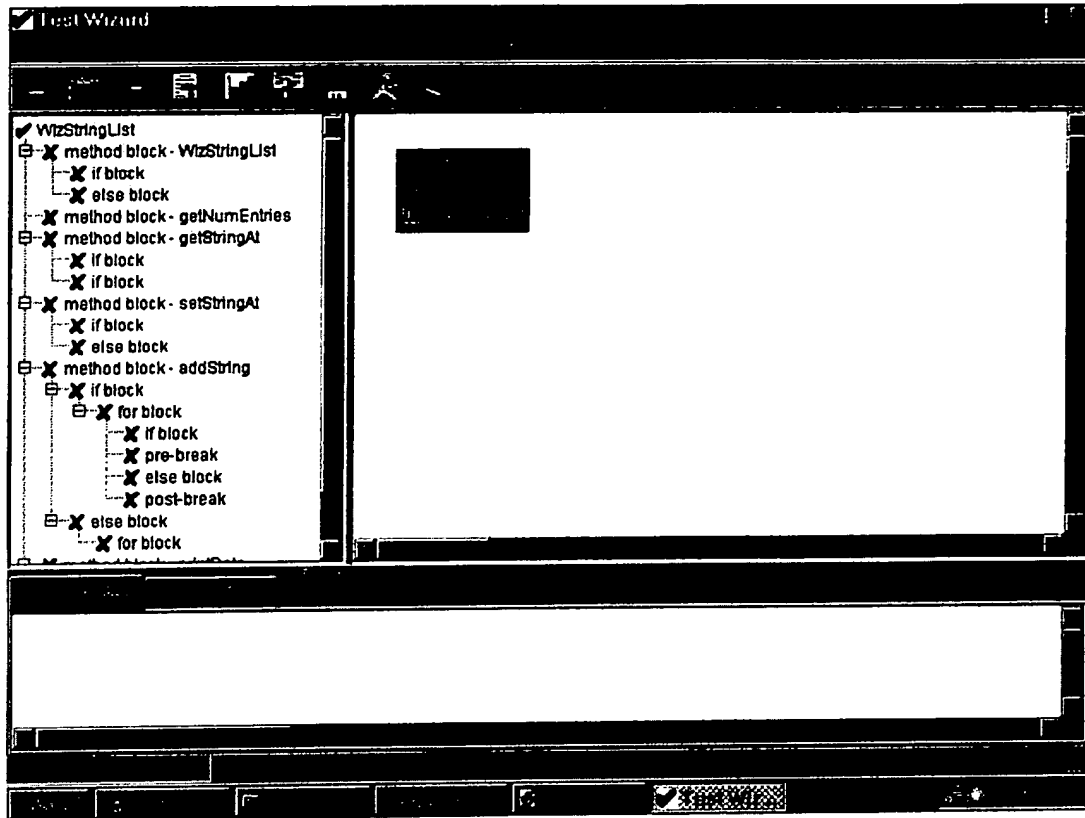 Test Wizard
WizStringList
method block - WizStringList
if block
else block
method block - getNumEntries
method block - getStringAt
if block
if block
method block - setStringAt
if block
else block
method block - addString
if block
for block
if block
pre-break
else block
post-break
else block
for block
Test Wizard